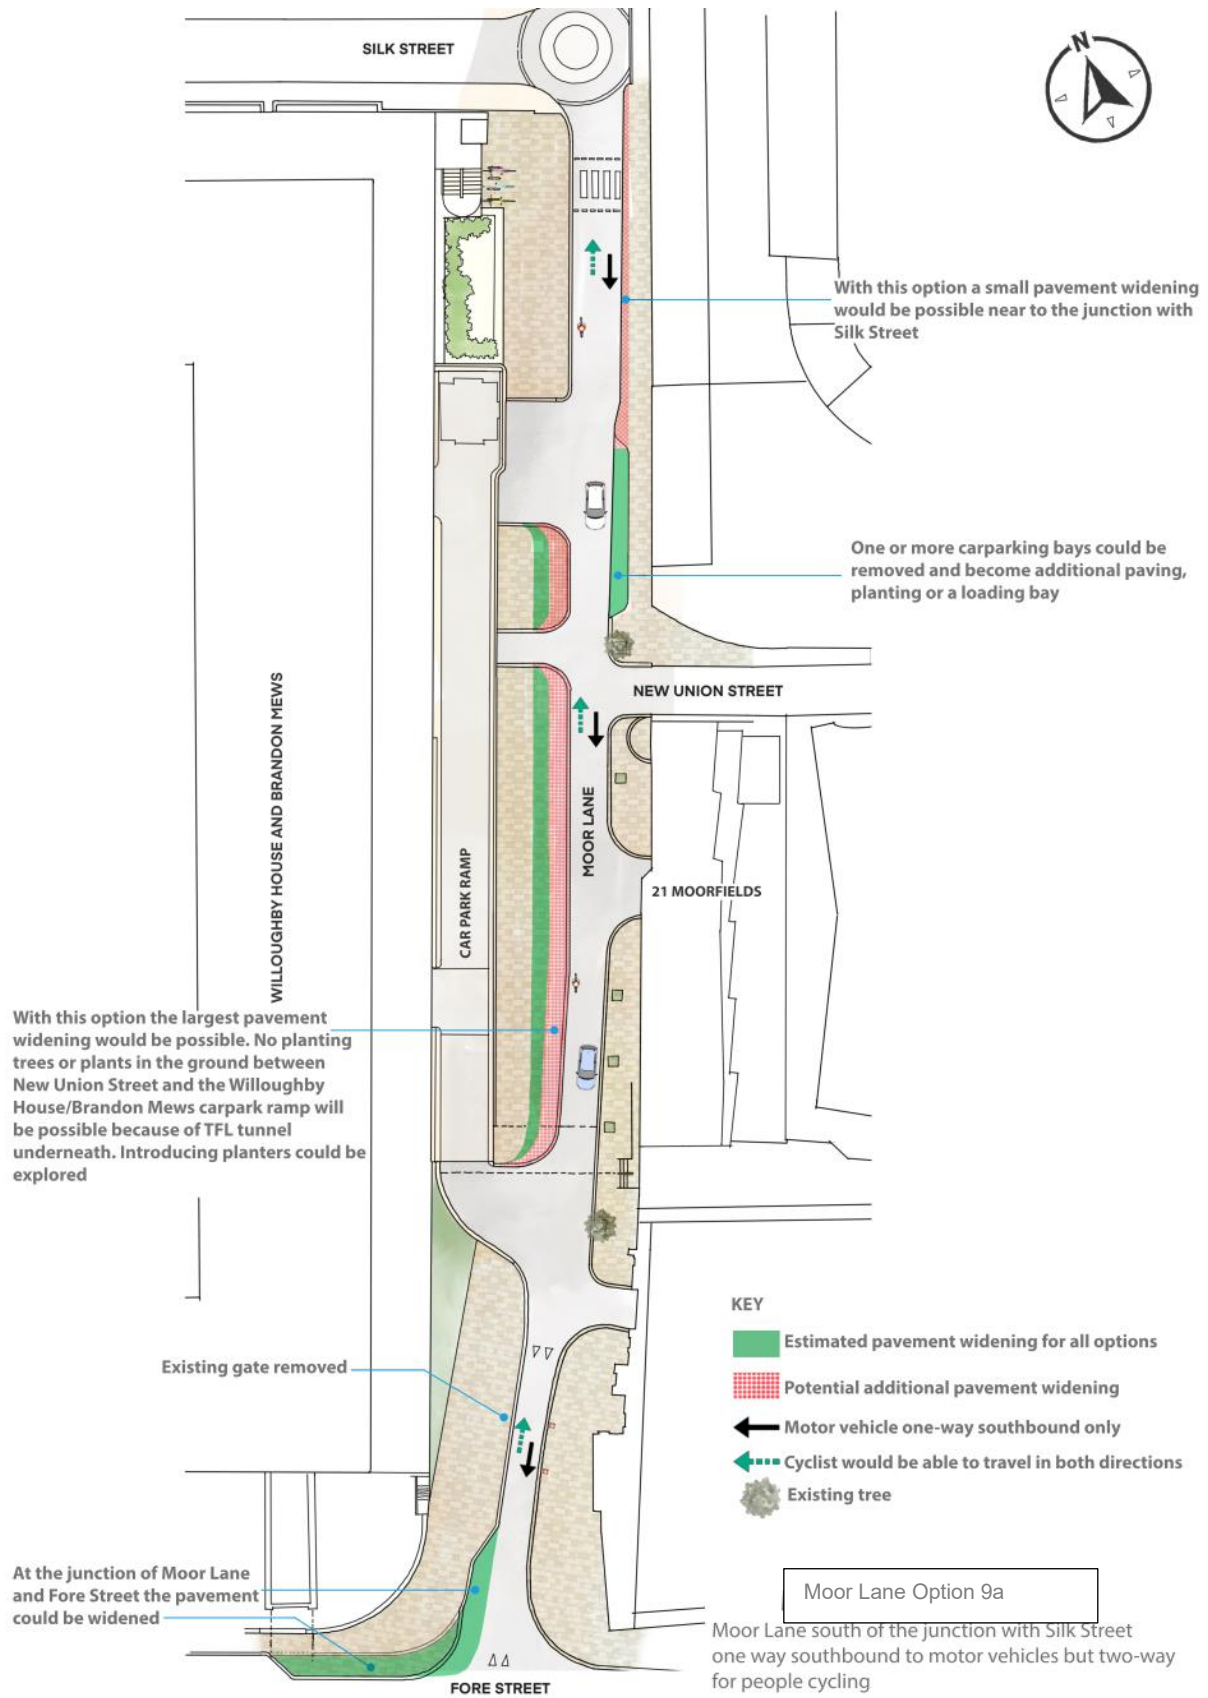 N
SILK STREET
With this option a small pavement widening
would be possible near to the junction with
Silk Street
One or more carparking bays could be
removed and become additional paving,
planting or a loading bay
NEW UNION STREET
WILLOUGHBY HOUSE AND BRANDON MEWS
CAR PARK RAMP
MOOR LANE
21 MOORFIELDS
With this option the largest pavement
widening would be possible. No planting
trees or plants in the ground between
New Union Street and the Willoughby
House/Brandon Mews carpark ramp will
be possible because of TFL tunnel
underneath. Introducing planters could be
explored
Existing gate removed
KEY
Estimated pavement widening for all options
Potential additional pavement widening
Motor vehicle one-way southbound only
Cyclist would be able to travel in both directions
Existing tree
At the junction of Moor Lane
and Fore Street the pavement
could be widened
FORE STREET
Moor Lane Option 9a
Moor Lane south of the junction with Silk Street
one way southbound to motor vehicles but two-way
for people cycling